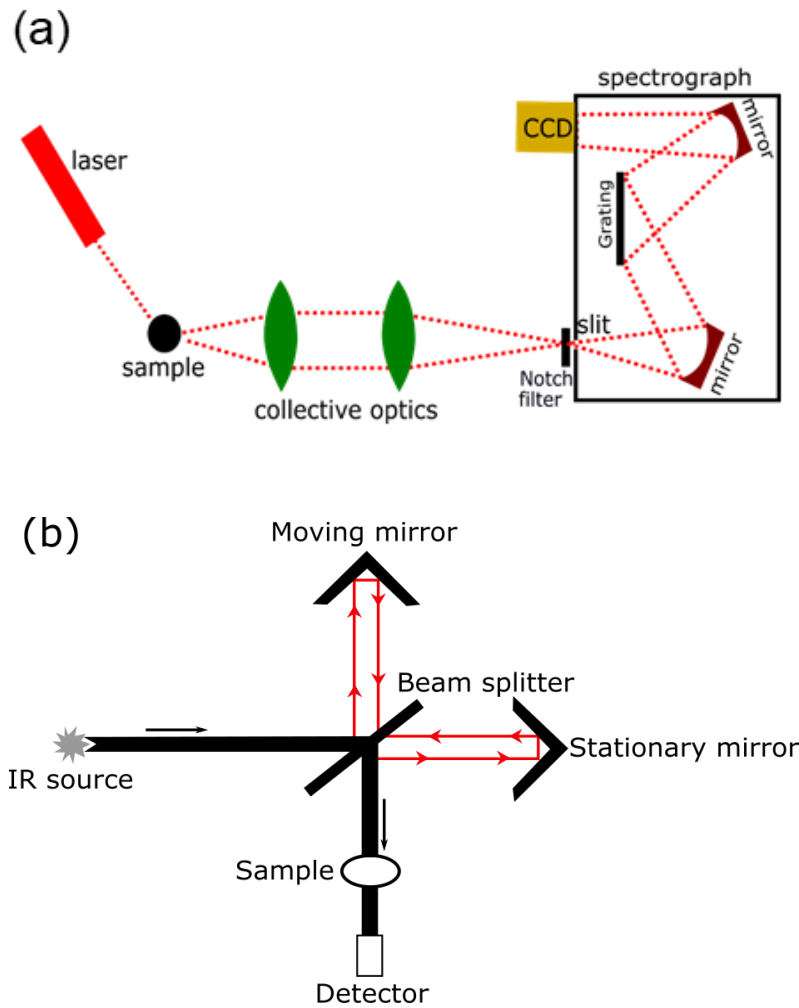 (a)
spectrograph
CCD
mirror
laser
Grating
slit
sample
Notch
filter
mirror
collective optics
(b)
Moving mirror
Beam splitter
Stationary mirror
IR source
Sample
Detector